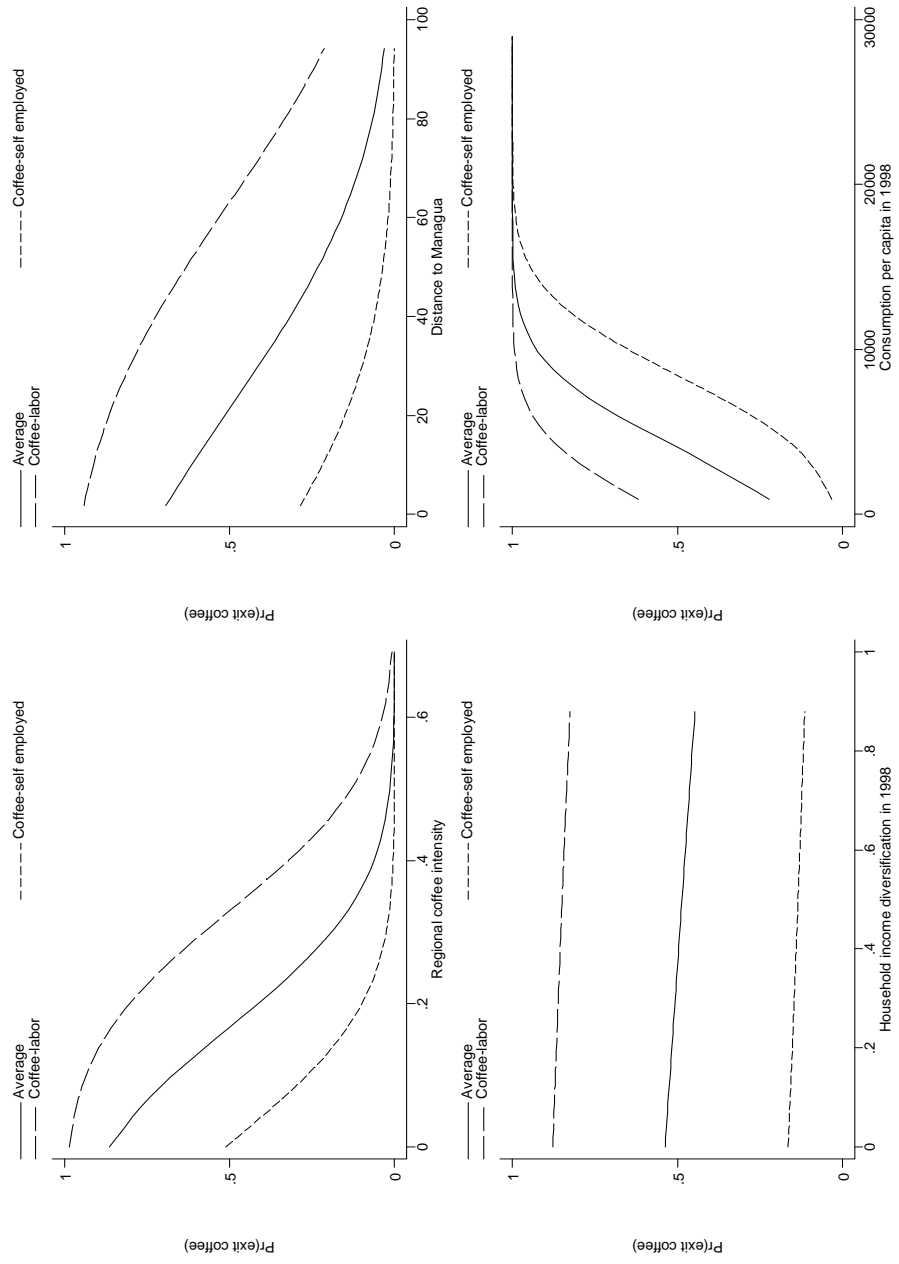 Average
Coffee-labor
Coffee-self employed
Pr(exit coffee)
1
.5
0
0 .2 .4 .6
Regional coffee intensity
Average
Coffee-labor
Coffee-self employed
Pr(exit coffee)
1
.5
0
0 20 40 60 80 100
Distance to Managua
Average
Coffee-labor
Coffee-self employed
Pr(exit coffee)
1
.5
0
0 .2 .4 .6 .8 1
Household income diversification in 1998
Average
Coffee-labor
Coffee-self employed
Pr(exit coffee)
1
.5
0
0 10000 20000 30000
Consumption per capita in 1998